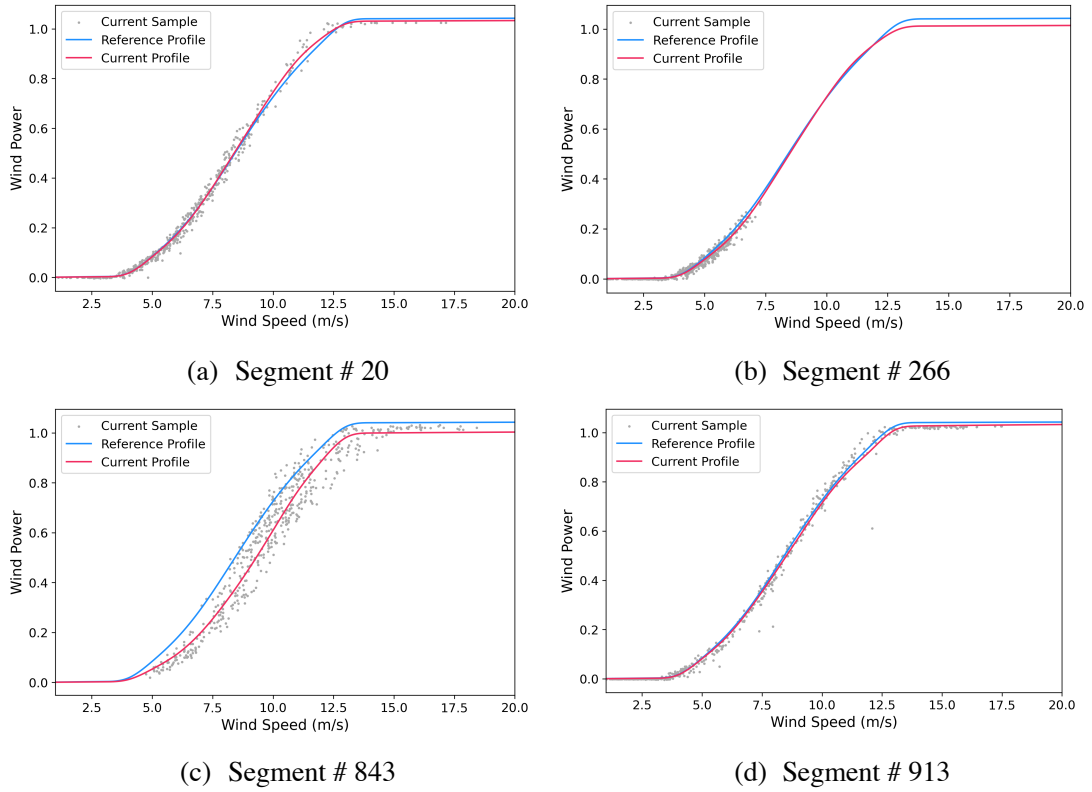 Current Sample
Reference Profile
Current Profile
Wind Power
1.0
0.8
0.6
0.4
0.2
0.0
2.5 5.0 7.5 10.0 12.5 15.0 17.5 20.0
Wind Speed (m/s)
(a) Segment # 20
Current Sample
Reference Profile
Current Profile
Wind Power
1.0
0.8
0.6
0.4
0.2
0.0
2.5 5.0 7.5 10.0 12.5 15.0 17.5 20.0
Wind Speed (m/s)
(b) Segment # 266
Current Sample
Reference Profile
Current Profile
Wind Power
1.0
0.8
0.6
0.4
0.2
0.0
2.5 5.0 7.5 10.0 12.5 15.0 17.5 20.0
Wind Speed (m/s)
(c) Segment # 843
Current Sample
Reference Profile
Current Profile
Wind Power
1.0
0.8
0.6
0.4
0.2
0.0
2.5 5.0 7.5 10.0 12.5 15.0 17.5 20.0
Wind Speed (m/s)
(d) Segment # 913